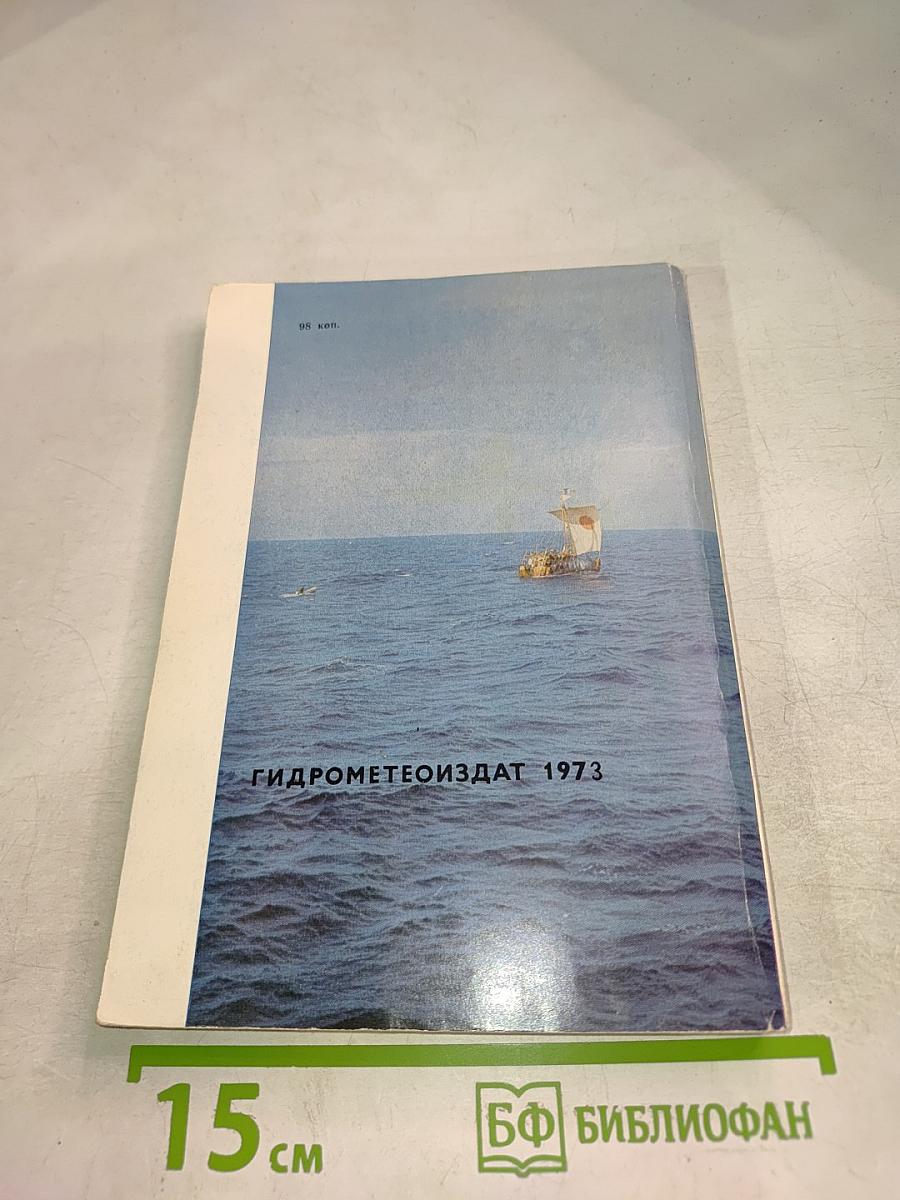 98 коп.
ГИДРОМЕТЕОИЗДАТ 1973
15 см
БФ БИБЛИОФАН